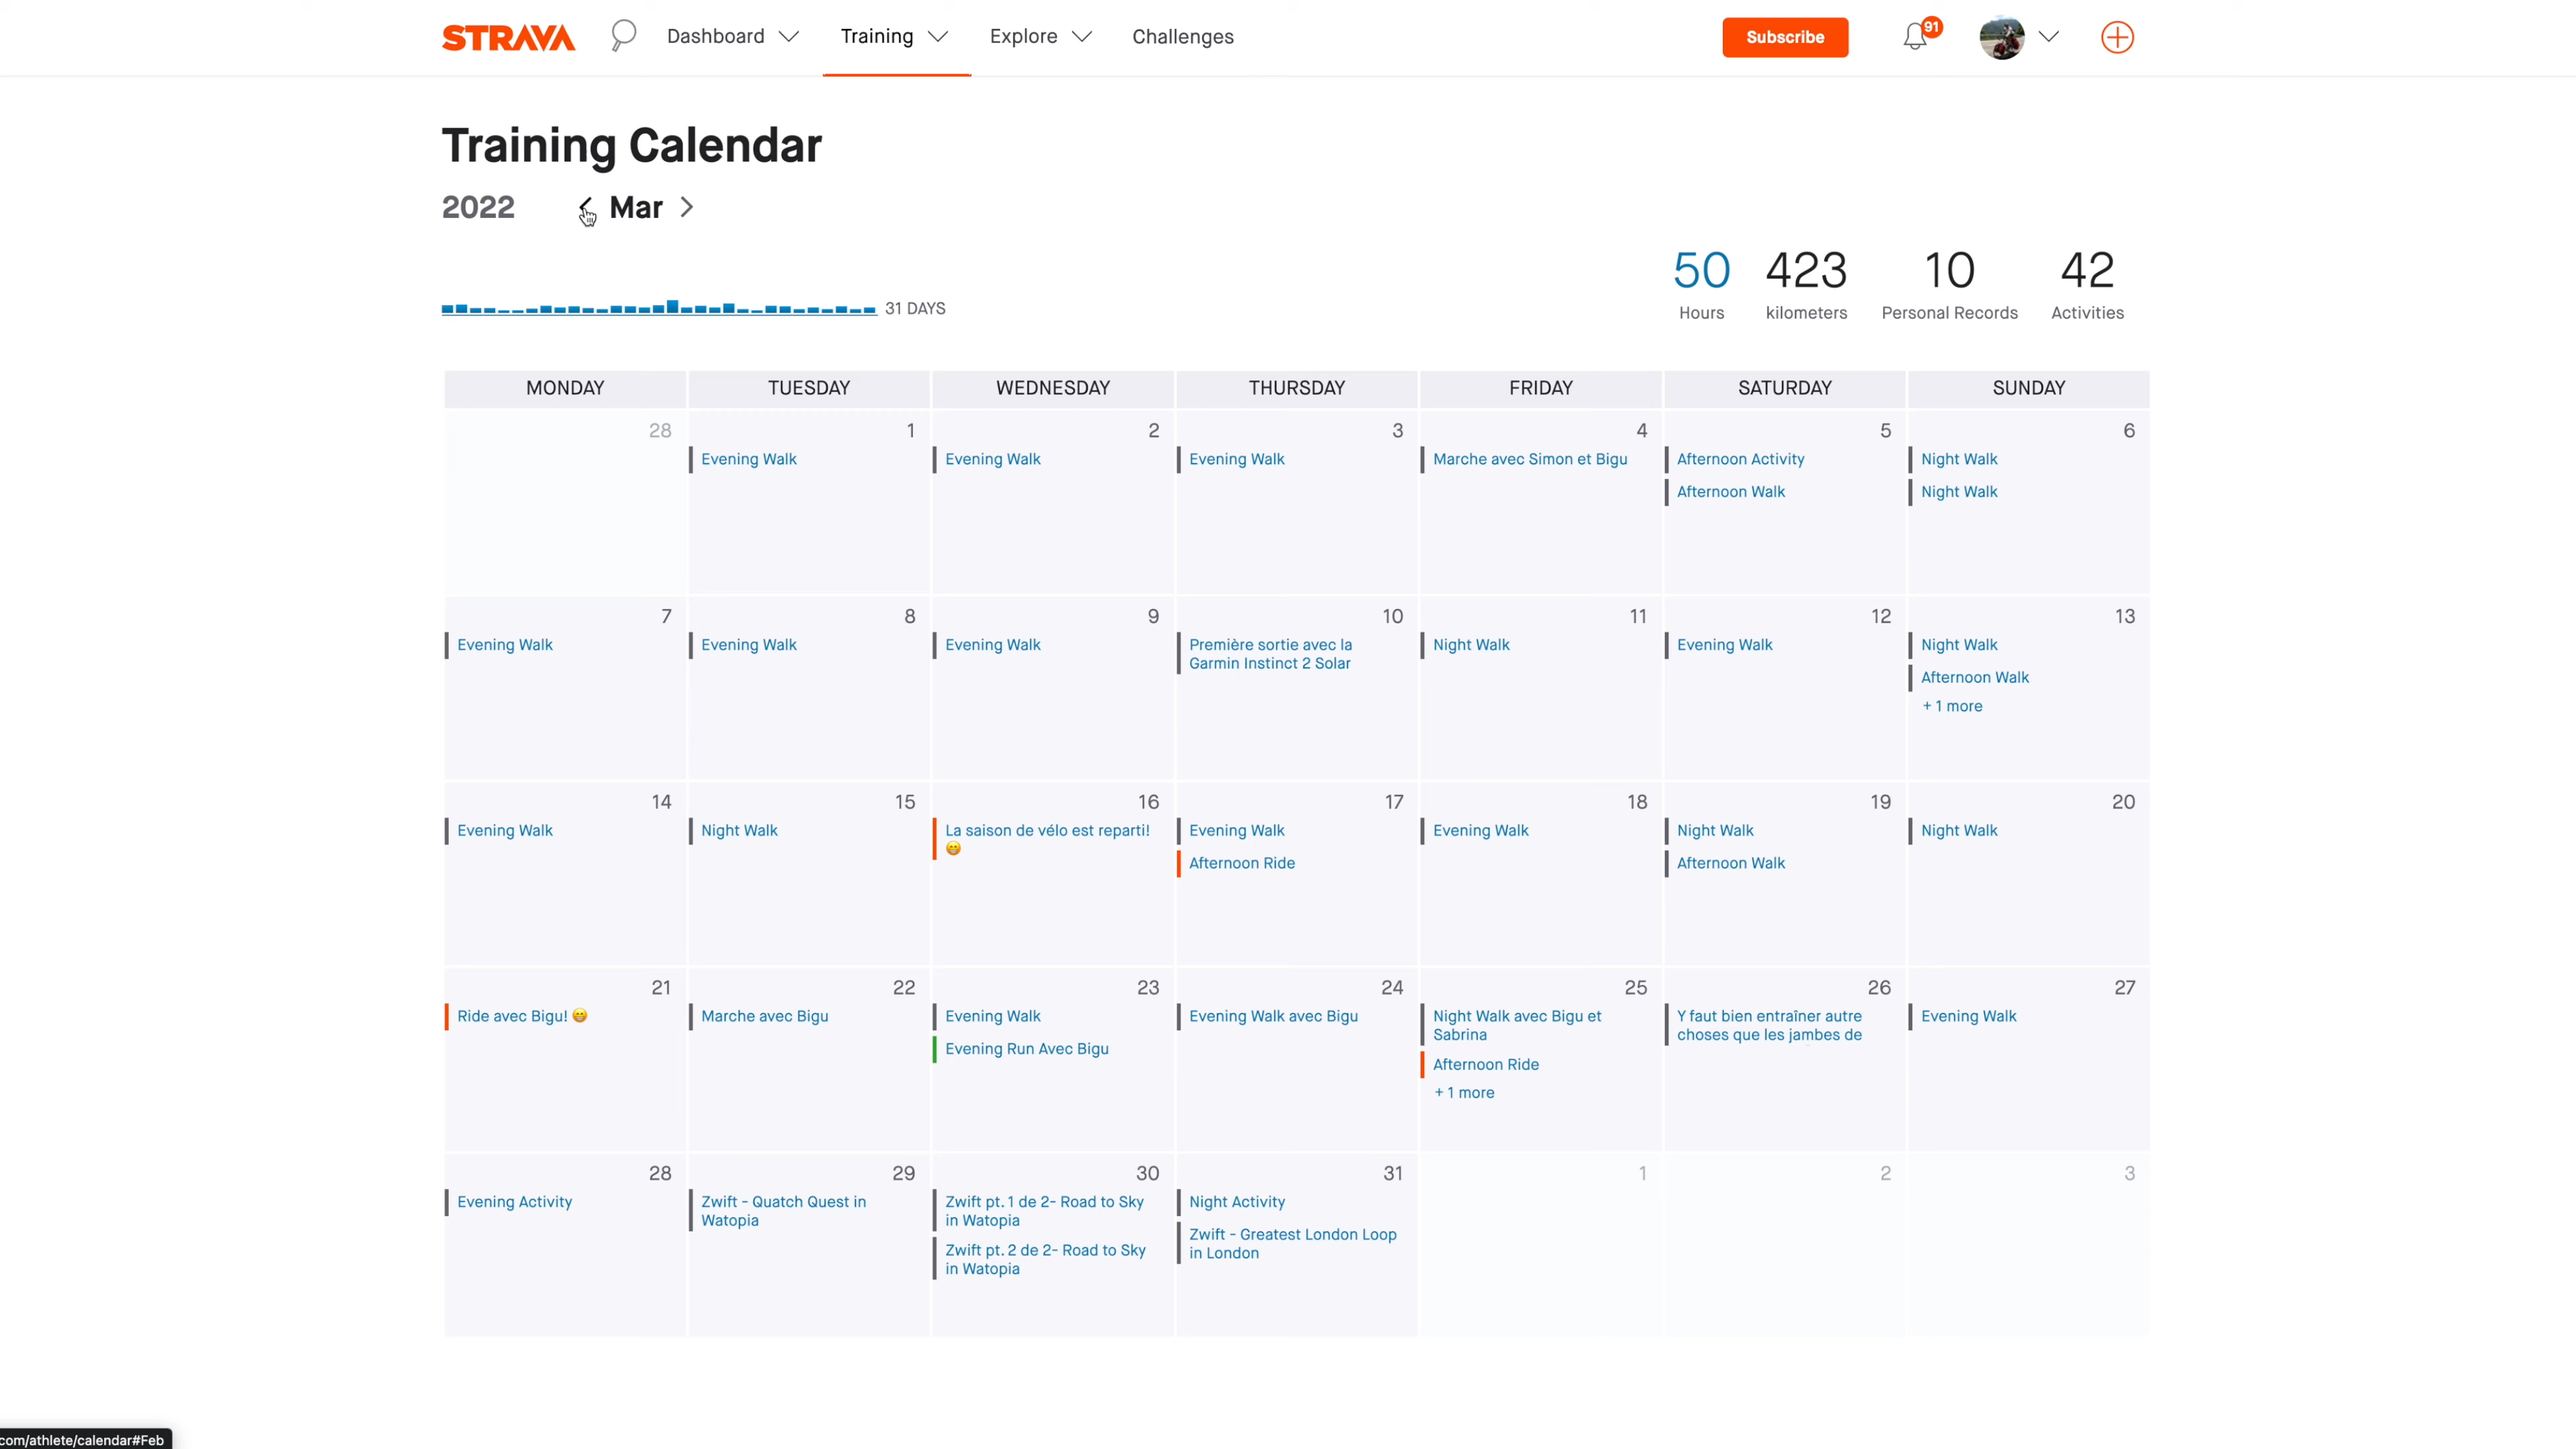 STRAVA Dashboard Training Explore Challenges Subscribe 91
Training Calendar
2022 Mar
50 423 10 42
31 DAYS Hours kilometers Personal Records Activities
MONDAY TUESDAY WEDNESDAY THURSDAY FRIDAY SATURDAY SUNDAY
28 1 2 3 4 5 6
Evening Walk Evening Walk Evening Walk Marche avec Simon et Bigu Afternoon Activity Night Walk
Afternoon Walk Night Walk
7 8 9 10 11 12 13
Evening Walk Evening Walk Evening Walk Première sortie avec la Night Walk Evening Walk Night Walk
Garmin Instinct 2 Solar
Afternoon Walk
+ 1 more
14 15 16 17 18 19 20
Evening Walk Night Walk La saison de vélo est reparti! Evening Walk Evening Walk Night Walk Night Walk
😁 Afternoon Ride Afternoon Walk
21 22 23 24 25 26 27
Ride avec Bigu! 😁 Marche avec Bigu Evening Walk Evening Walk avec Bigu Night Walk avec Bigu et Y faut bien entraîner autre Evening Walk
Sabrina choses que les jambes de
Evening Run Avec Bigu
Afternoon Ride
+ 1 more
28 29 30 31 1 2 3
Evening Activity Zwift - Quatch Quest in Zwift pt. 1 de 2- Road to Sky Night Activity
Watopia in Watopia
Zwift - Greatest London Loop
Zwift pt. 2 de 2- Road to Sky in London
in Watopia
com/athlete/calendar#Feb